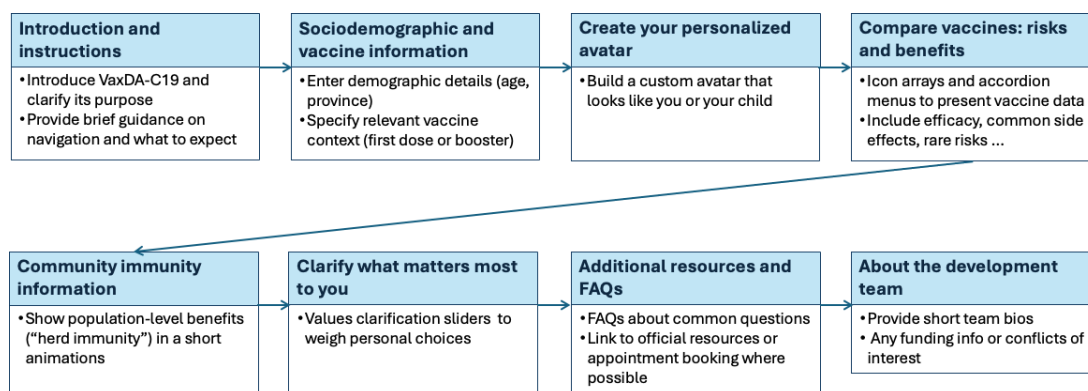 Introduction and
instructions
•Introduce VaxDA-C19 and
clarify its purpose
•Provide brief guidance on
navigation and what to expect
Sociodemographic and
vaccine information
•Enter demographic details (age,
province)
•Specify relevant vaccine
context (first dose or booster)
Create your personalized
avatar
•Build a custom avatar that
looks like you or your child
Compare vaccines: risks
and benefits
•Icon arrays and accordion
menus to present vaccine data
•Include efficacy, common side
effects, rare risks ...
Community immunity
information
•Show population-level benefits
(“herd immunity”) in a short
animations
Clarify what matters most
to you
•Values clarification sliders to
weigh personal choices
Additional resources and
FAQs
•FAQs about common questions
•Link to official resources or
appointment booking where
possible
About the development
team
•Provide short team bios
• Any funding info or conflicts of
interest